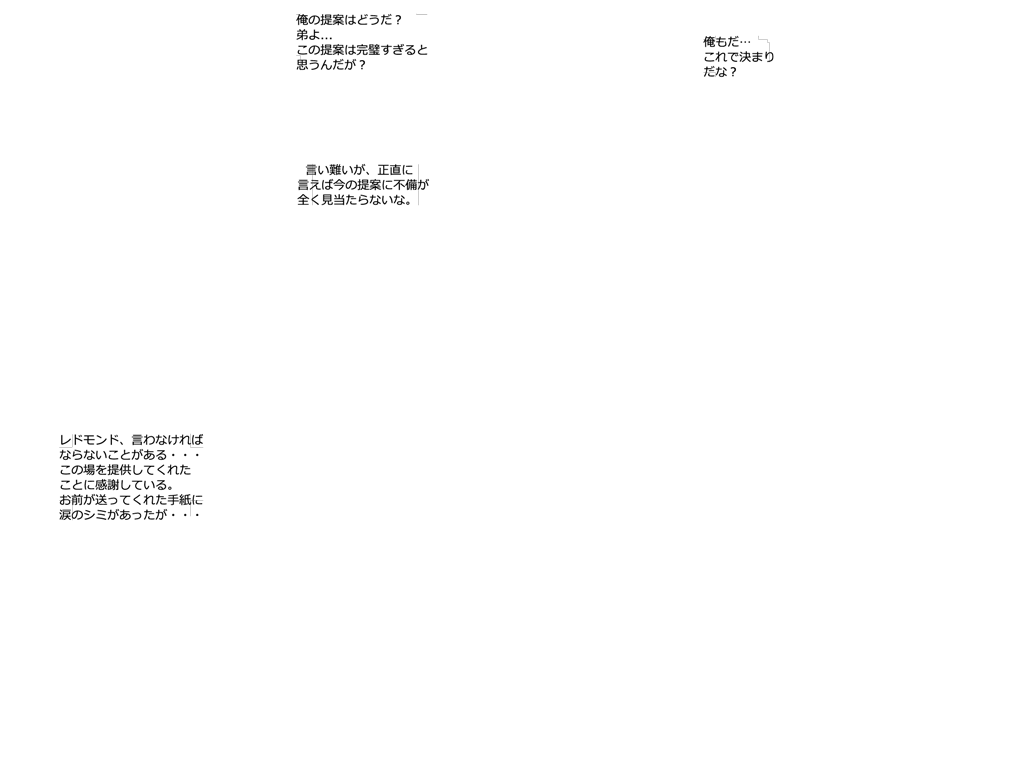 俺の提案はどうだ？
弟よ…
この提案は完璧すぎると
思うんだが？
俺もだ…
これで決まり
だな？
言い難いが、正直に
言えば今の提案に不備が
全く見当たらないな。
レドモンド、言わなければ
ならないことがある・・・
この場を提供してくれた
ことに感謝している。
お前が送ってくれた手紙に
涙のシミがあったが・・・